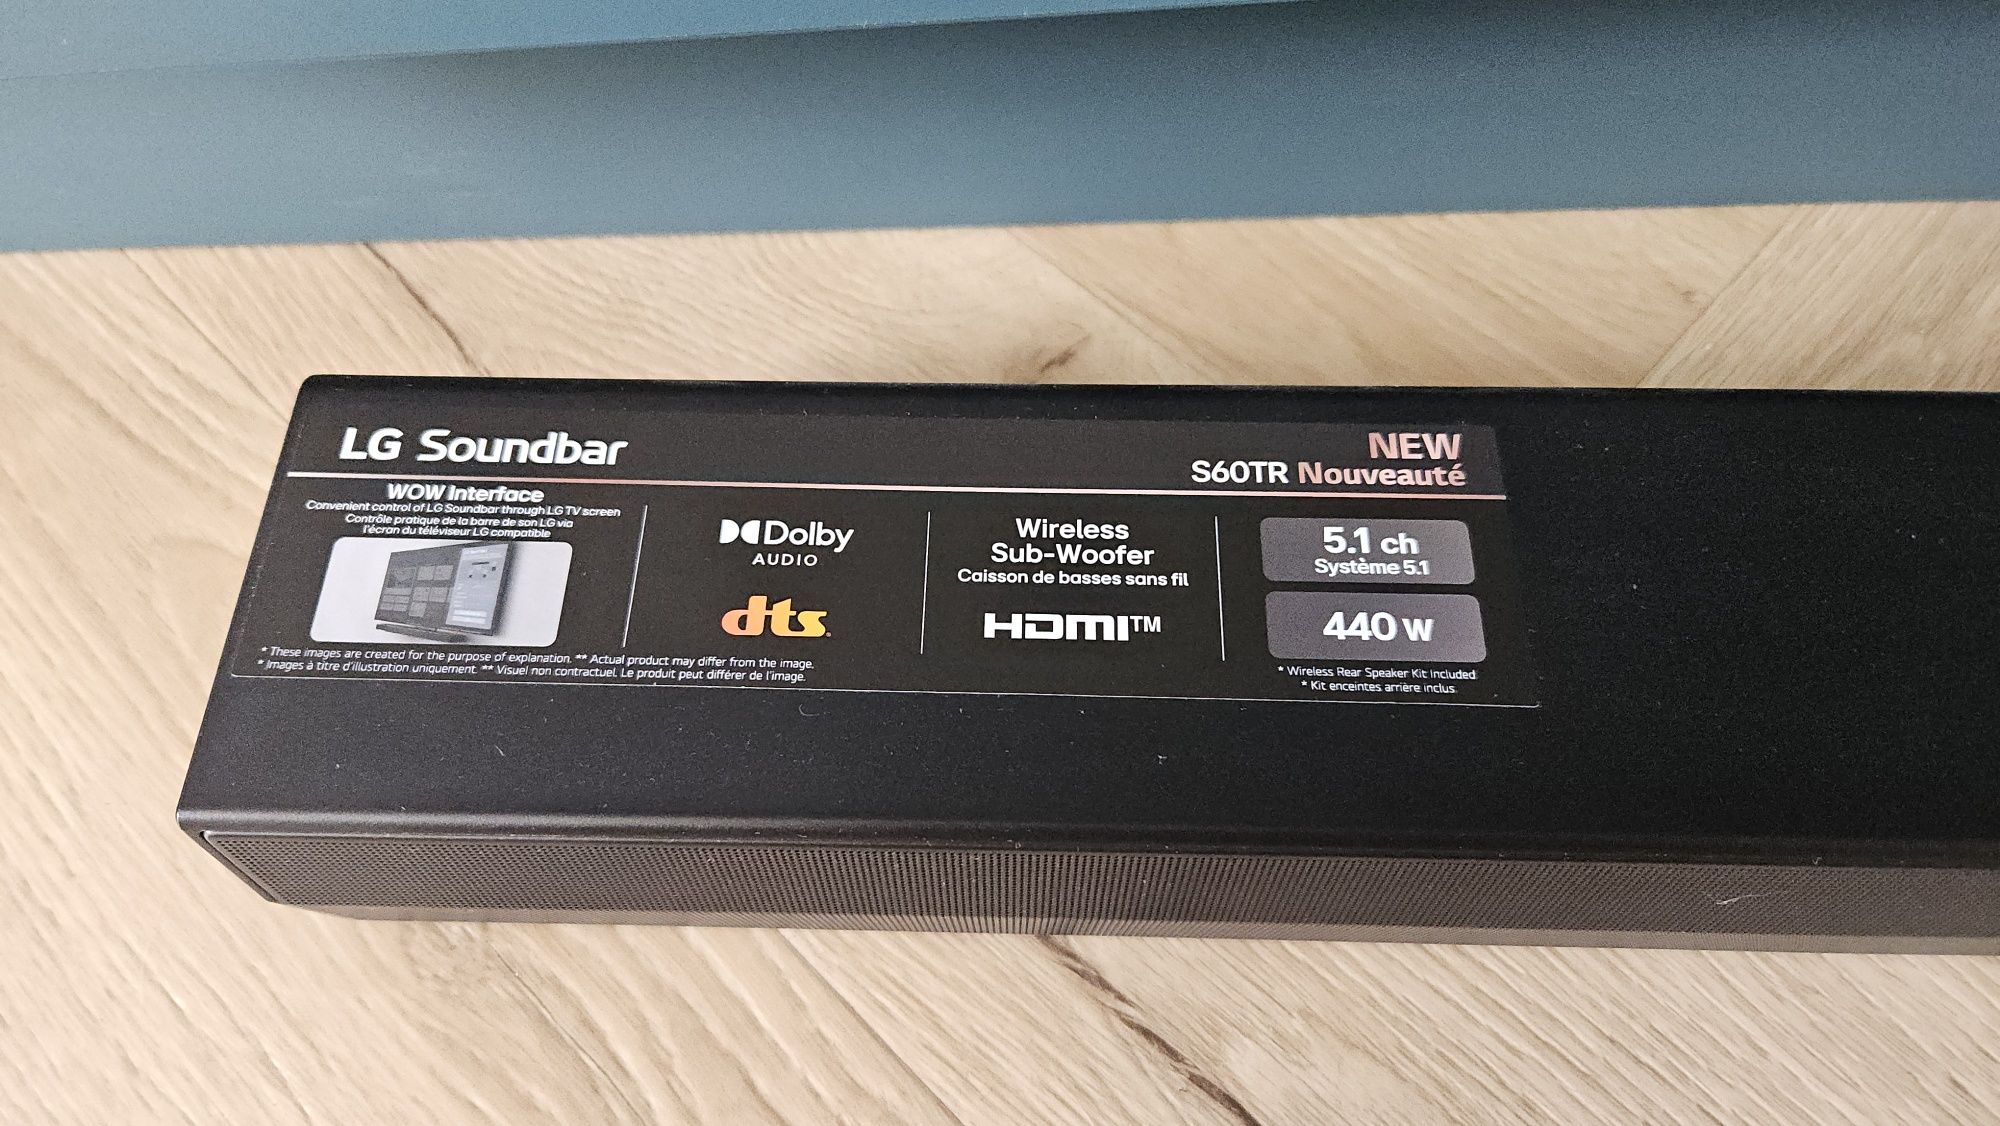 LG Soundbar
NEW
S60TR Nouveauté
WOW Interface
Convenient control of LG Soundbar through LG TV screen
Contrôle pratique de la barre de son LG via
l'écran du téléviseur LG compatible
Dolby
AUDIO
dts
Wireless
Sub-Woofer
Caisson de basses sans fil
HDMI™
5.1 ch
Système 5.1
440 W
* Wireless Rear Speaker Kit Included
* Kit enceintes arrière inclus
* These images are created for the purpose of explanation. ** Actual product may differ from the image.
* Images à titre d'illustration uniquement. ** Visuel non contractuel. Le produit peut différer de l'image.